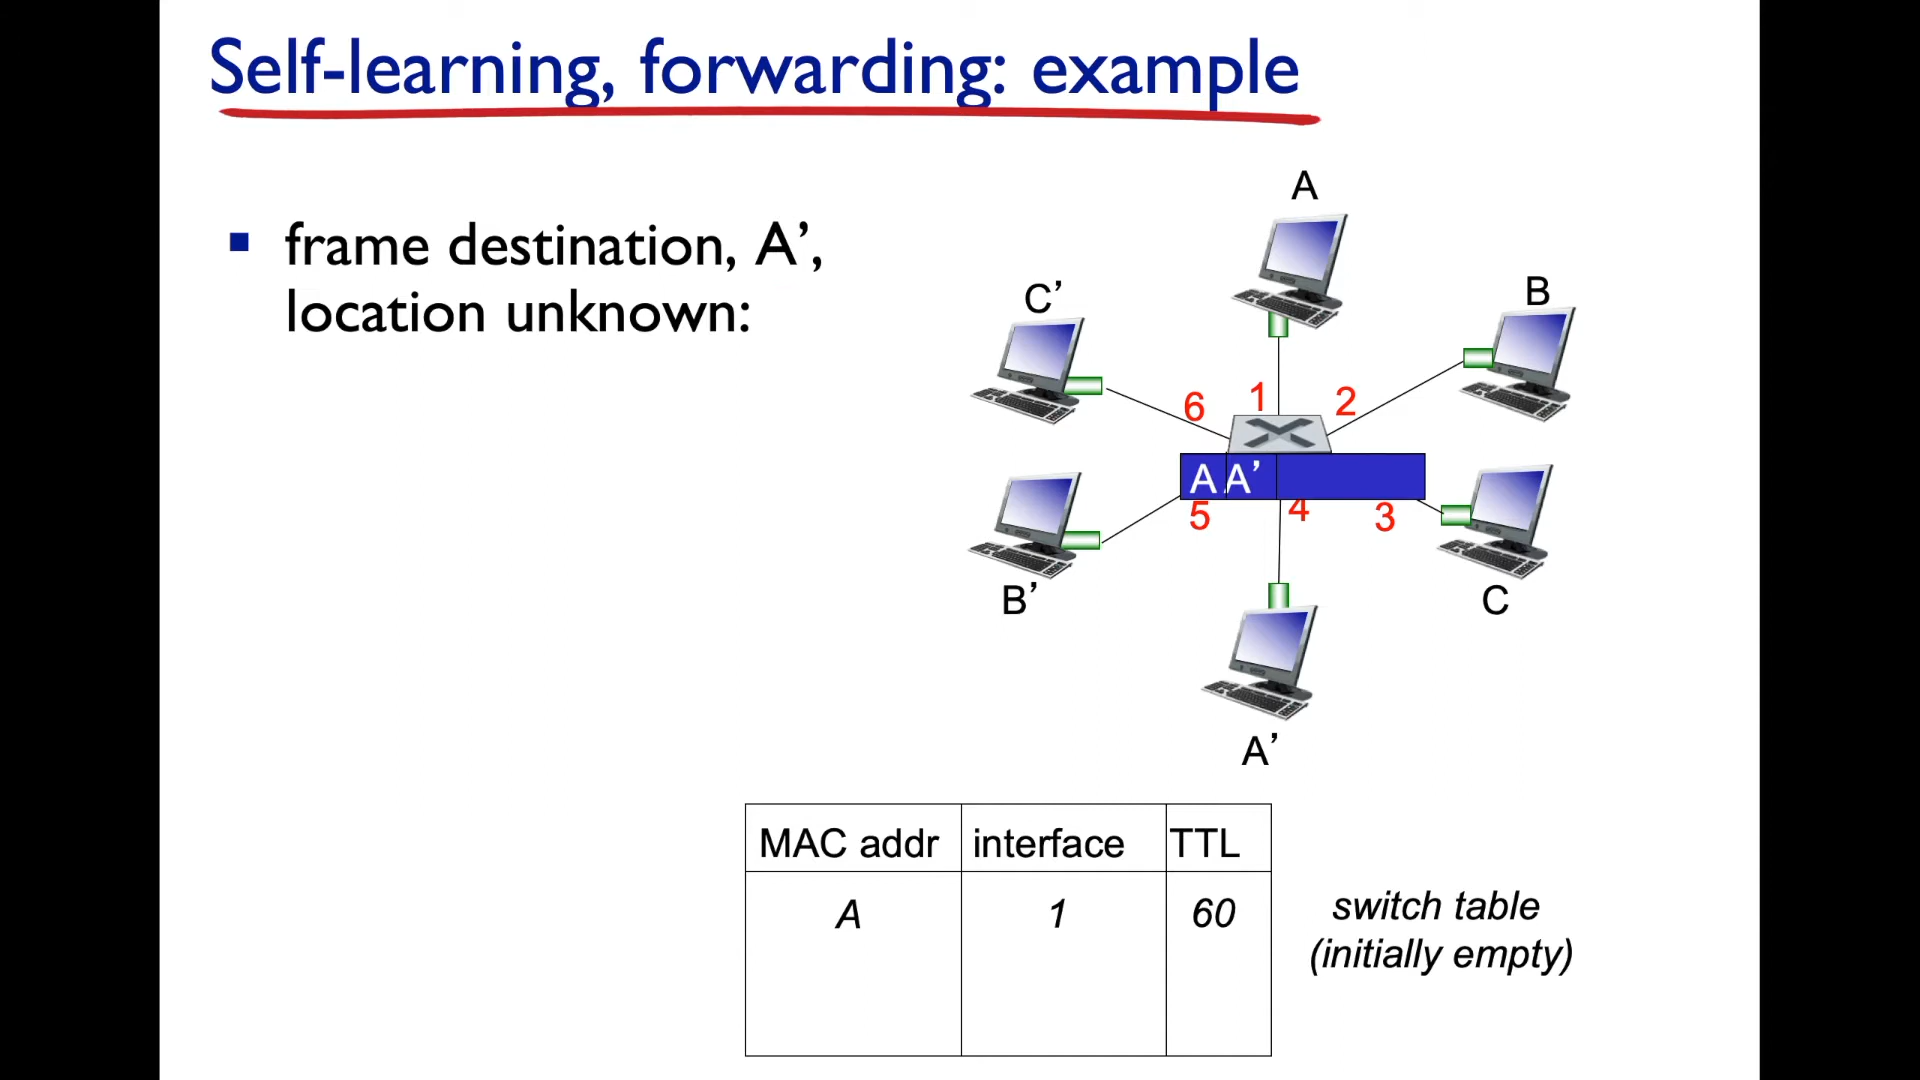 Self-learning, forwarding: example
frame destination, A’,
location unknown:
A
C’
B
6
1
2
A A’
5
4
3
B’
C
A’
MAC addr interface TTL
A 1 60
switch table
(initially empty)